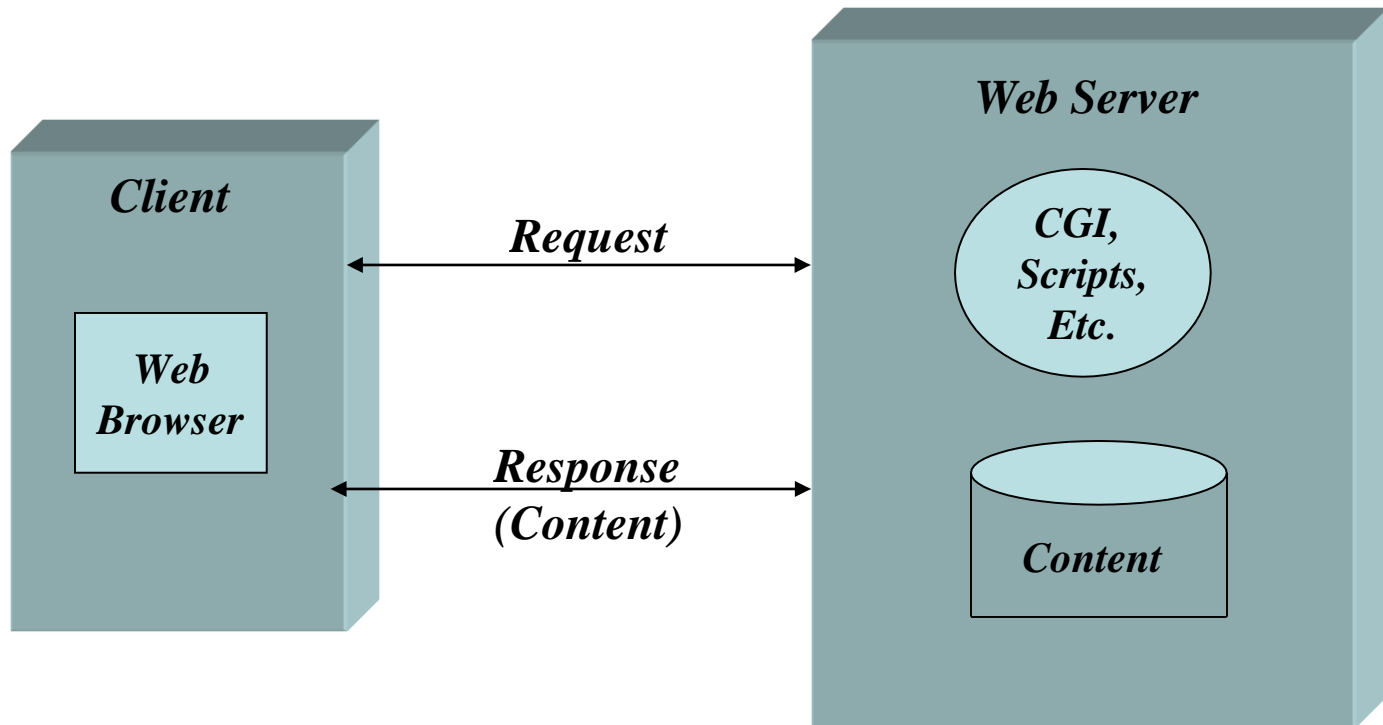 Web Server
Client
Request
CGI,
Scripts,
Etc.
Web
Browser
Response
(Content)
Content